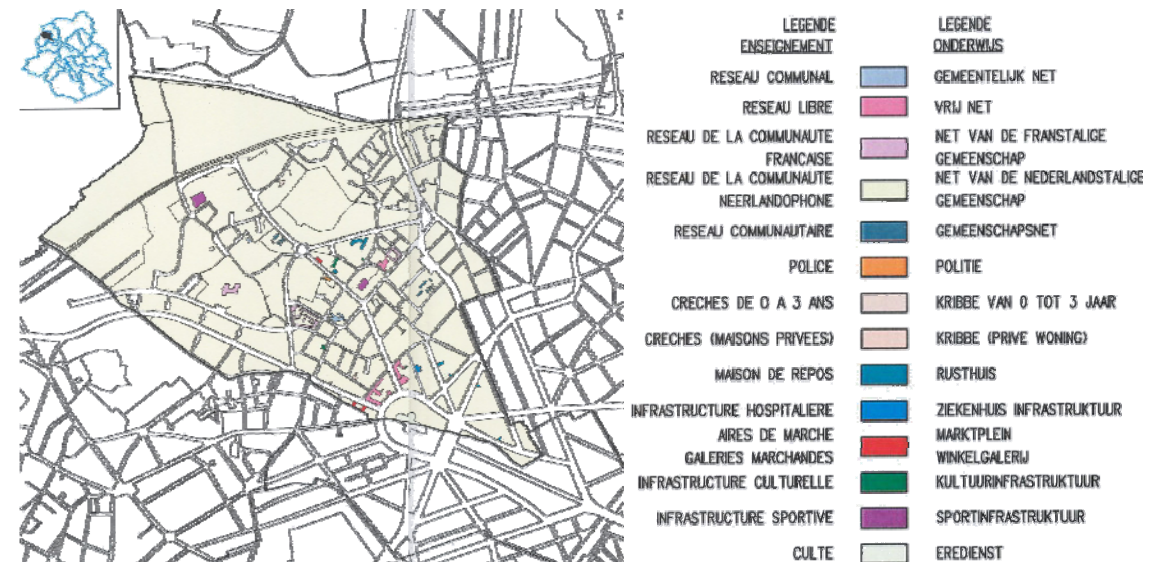 LEGENDE LEGENDE
ENSEIGNEMENT ONDERWIJS
RESEAU COMMUNAL GEMEENTELIJK NET
RESEAU LIBRE VRIJ NET
RESEAU DE LA COMMUNAUTE NET VAN DE FRANSTALIGE
FRANCAISE GEMEENSCHAP
RESEAU DE LA COMMUNAUTE NET VAN DE NEDERLANDSTALIGE
NEERLANDOPHONE GEMEENSCHAP
RESEAU COMMUNAUTAIRE GEMEENSCHAPSNET
POLICE POLITIE
CRECHES DE 0 A 3 ANS KRIBBE VAN 0 TOT 3 JAAR
CRECHES (MAISONS PRIVEES) KRIBBE (PRIVE WONING)
MAISON DE REPOS RUSTHUIS
INFRASTRUCTURE HOSPITALIERE ZIEKENHUIS INFRASTRUKTUUR
AIRES DE MARCHE MARKTPLEIN
GALERIES MARCHANDES WINKELGALERIJ
INFRASTRUCTURE CULTURELLE KULTUURINFRASTRUKTUUR
INFRASTRUCTURE SPORTIVE SPORTINFRASTRUKTUUR
CULTE EREDIENST